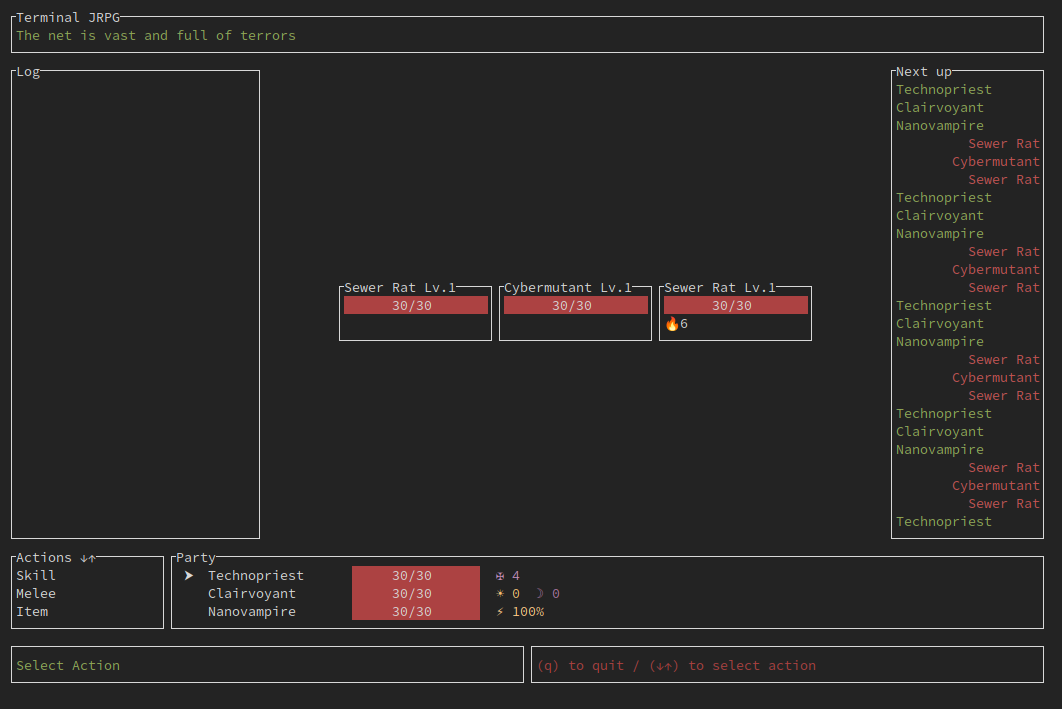 Terminal JRPG
The net is vast and full of terrors
Log
Next up
Technopriest
Clairvoyant
Nanovampire
Sewer Rat
Cybermutant
Sewer Rat
Technopriest
Clairvoyant
Nanovampire
Sewer Rat
Cybermutant
Sewer Rat
Technopriest
Clairvoyant
Nanovampire
Sewer Rat
Cybermutant
Sewer Rat
Technopriest
Clairvoyant
Nanovampire
Sewer Rat
Cybermutant
Sewer Rat
Technopriest
Sewer Rat Lv.1
30/30
Cybermutant Lv.1
30/30
Sewer Rat Lv.1
30/30
🔥6
Actions ↓↑
Skill
Melee
Item
Party
➤ Technopriest 30/30 ✠ 4
Clairvoyant 30/30 ☀ 0 ☽ 0
Nanovampire 30/30 ⚡ 100%
Select Action
(q) to quit / (↓↑) to select action